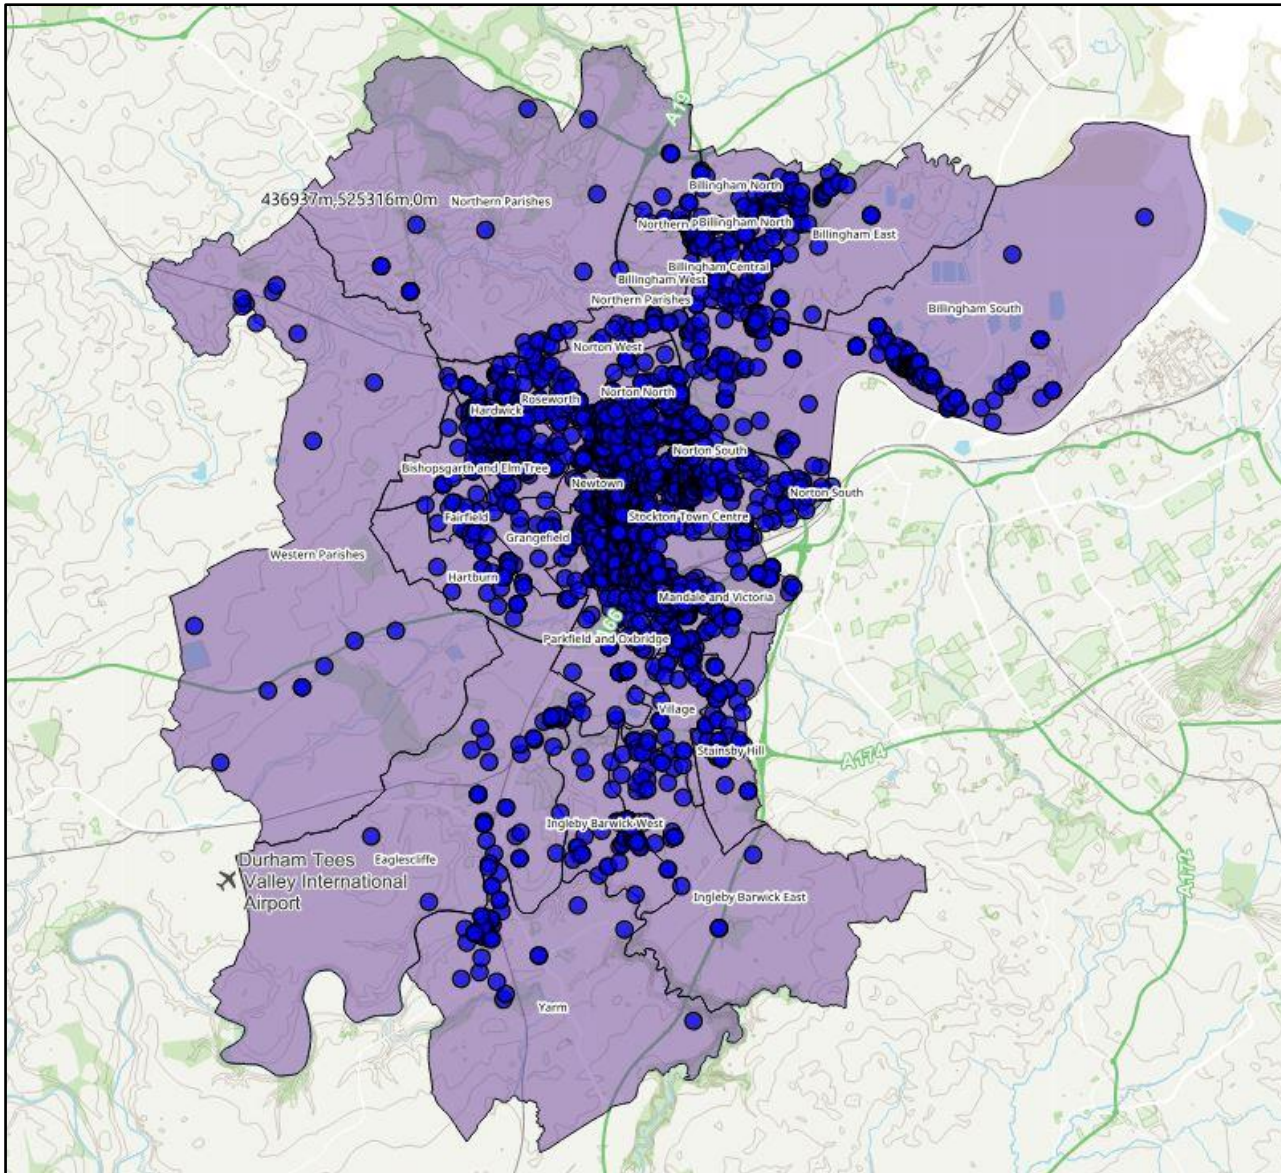 A19
Billingham North
436937m,525316m,0m
Northern Parishes
Northern P
Billingham North
Billingham East
Billingham Central
Billingham West
Northern Parishes
Billingham South
Norton West
Norton North
Roseworth
Hardwick
Norton South
Bishopsgarth and Elm Tree
Newtown
Norton South
Fairfield
Stockton Town Centre
Grangefield
Western Parishes
Hartburn
Mandale and Victoria
66
Parkfield and Oxbridge
Village
Stainsby Hill
A174
Ingleby Barwick West
Durham Tees
Valley International
Airport
Eaglescliffe
A172
Ingleby Barwick East
Yarm